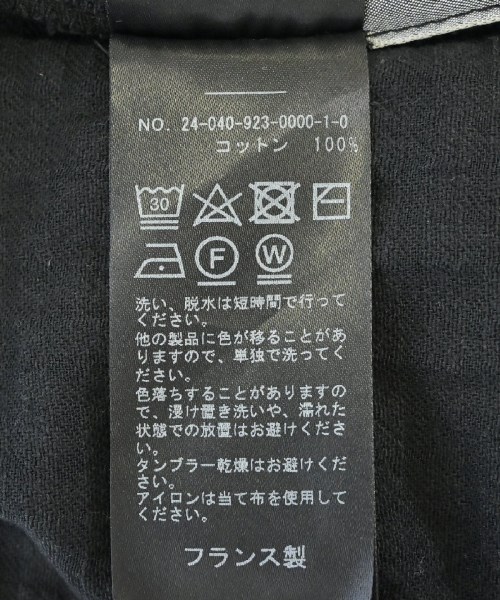 NO. 24-040-923-0000-1-0
コットン 100%
30
F W
洗い、脱水は短時間で行って
ください。
他の製品に色が移ることがあ
りますので、単独で洗ってく
ださい。
色落ちすることがありますの
で、浸け置き洗いや、濡れた
状態での放置はお避けくださ
い。
タンブラー乾燥はお避けくだ
さい。
アイロンは当て布を使用して
ください。
フランス製